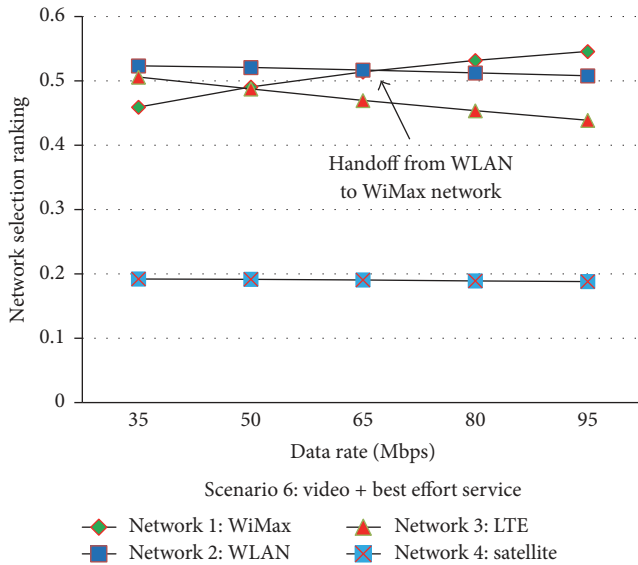 0.6
0.5
0.4
0.3
0.2
0.1
0
Network selection ranking
Handoff from WLAN
to WiMax network
35 50 65 80 95
Data rate (Mbps)
Scenario 6: video + best effort service
Network 1: WiMax
Network 2: WLAN
Network 3: LTE
Network 4: satellite